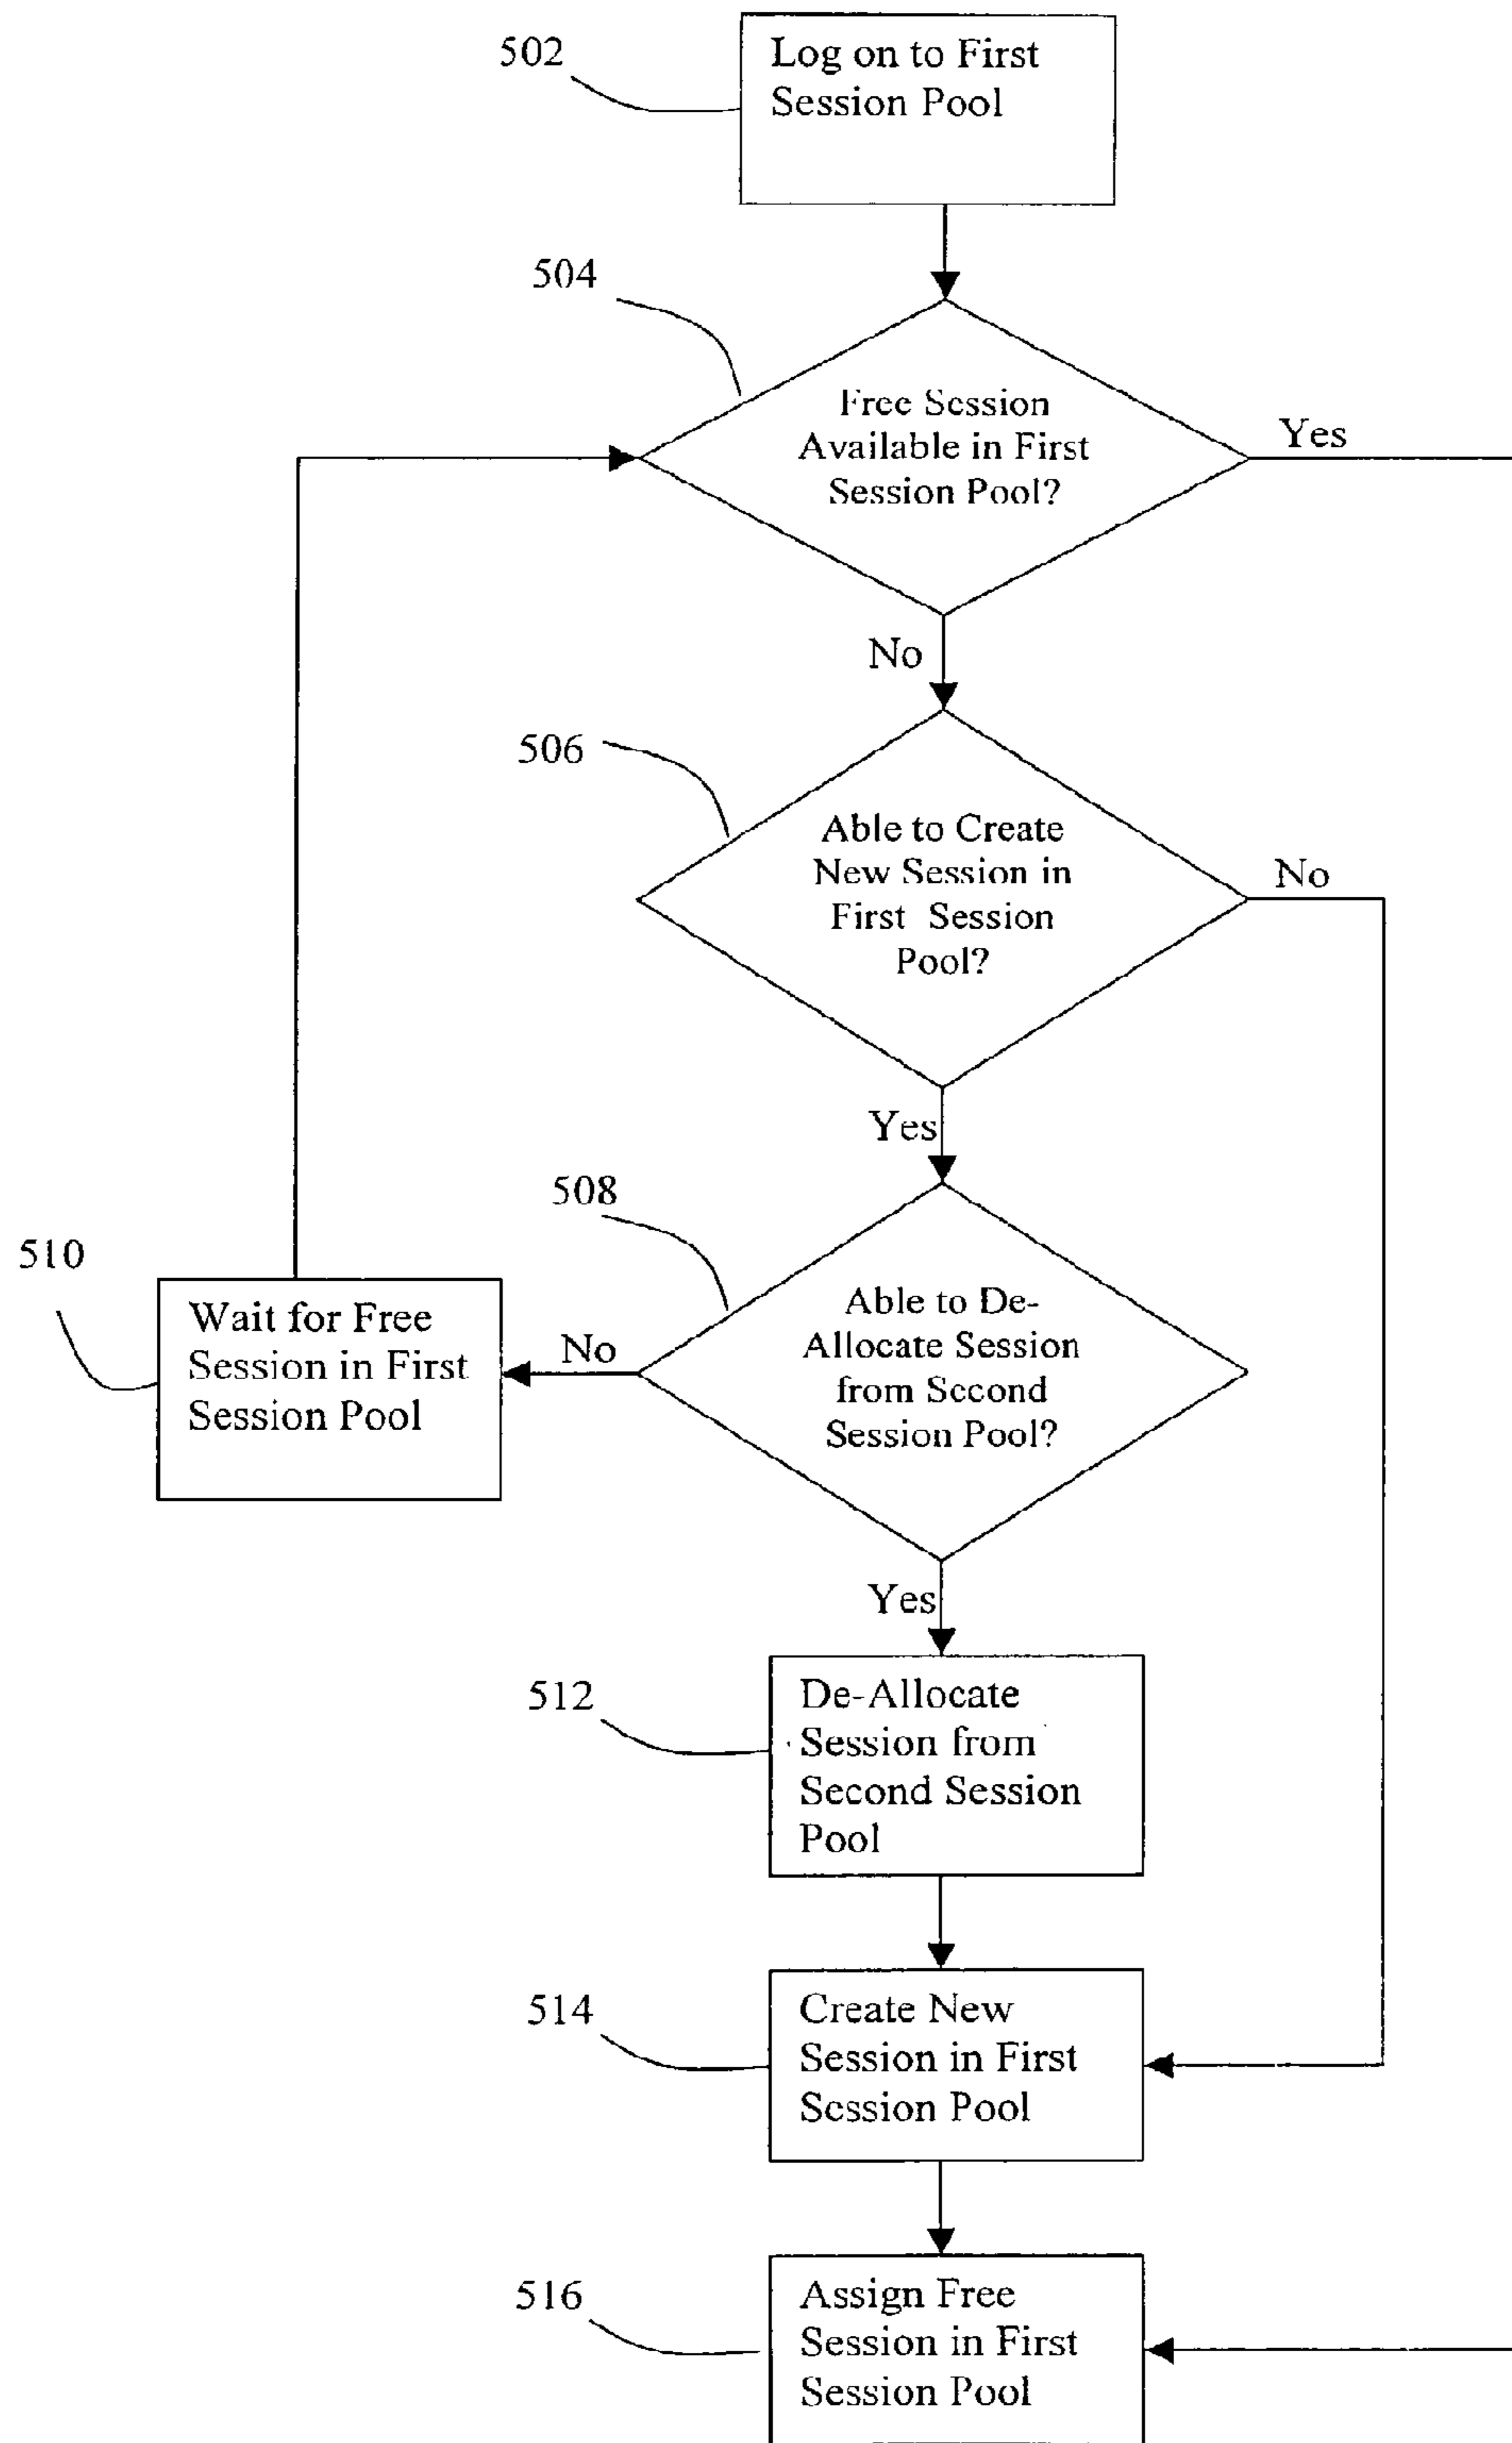 502
Log on to First
Session Pool
504
Free Session
Available in First
Session Pool?
Yes
No
506
Able to Create
New Session in
First Session
Pool?
No
Yes
508
Able to De-
Allocate Session
from Second
Session Pool?
510
Wait for Free
Session in First
Session Pool
No
Yes
512
De-Allocate
Session from
Second Session
Pool
514
Create New
Session in First
Session Pool
516
Assign Free
Session in First
Session Pool